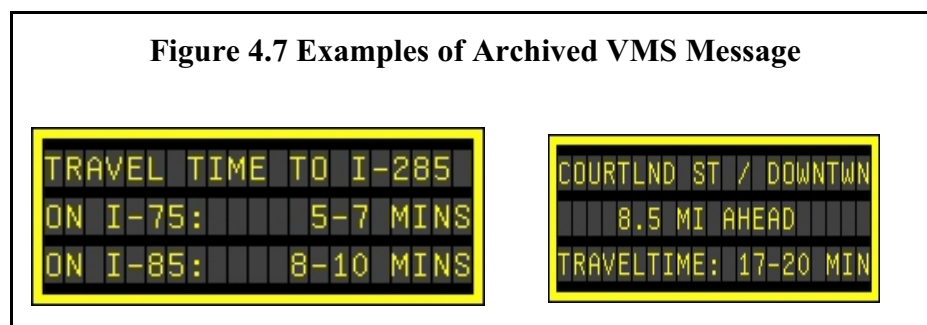 Figure 4.7 Examples of Archived VMS Message
TRAVEL TIME TO I-285
ON I-75: 5-7 MINS
ON I-85: 8-10 MINS
COURTLND ST / DOWNTWN
8.5 MI AHEAD
TRAVELTIME: 17-20 MIN